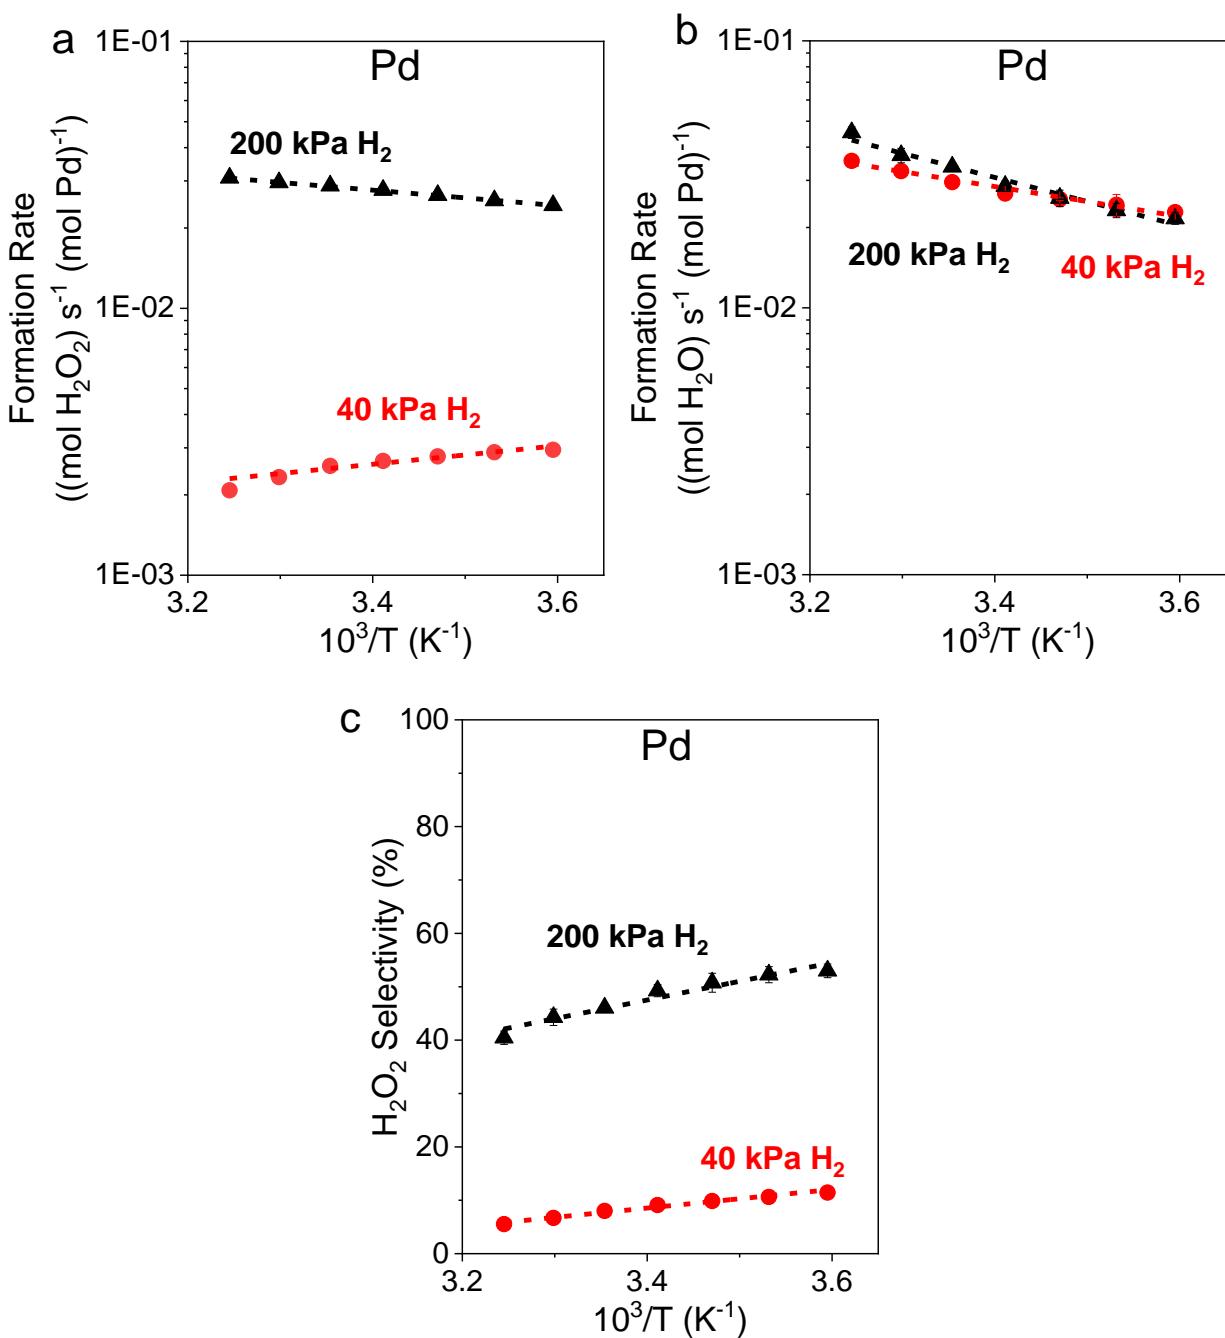 a
Pd
1E-01
1E-02
1E-03
200 kPa H₂
40 kPa H₂
Formation Rate
((mol H₂O₂) s⁻¹ (mol Pd)⁻¹)
3.2 3.4 3.6
10³/T (K⁻¹)
b
Pd
1E-01
1E-02
1E-03
200 kPa H₂
40 kPa H₂
Formation Rate
((mol H₂O) s⁻¹ (mol Pd)⁻¹)
3.2 3.4 3.6
10³/T (K⁻¹)
c
Pd
100
80
60
40
20
0
200 kPa H₂
40 kPa H₂
H₂O₂ Selectivity (%)
3.2 3.4 3.6
10³/T (K⁻¹)